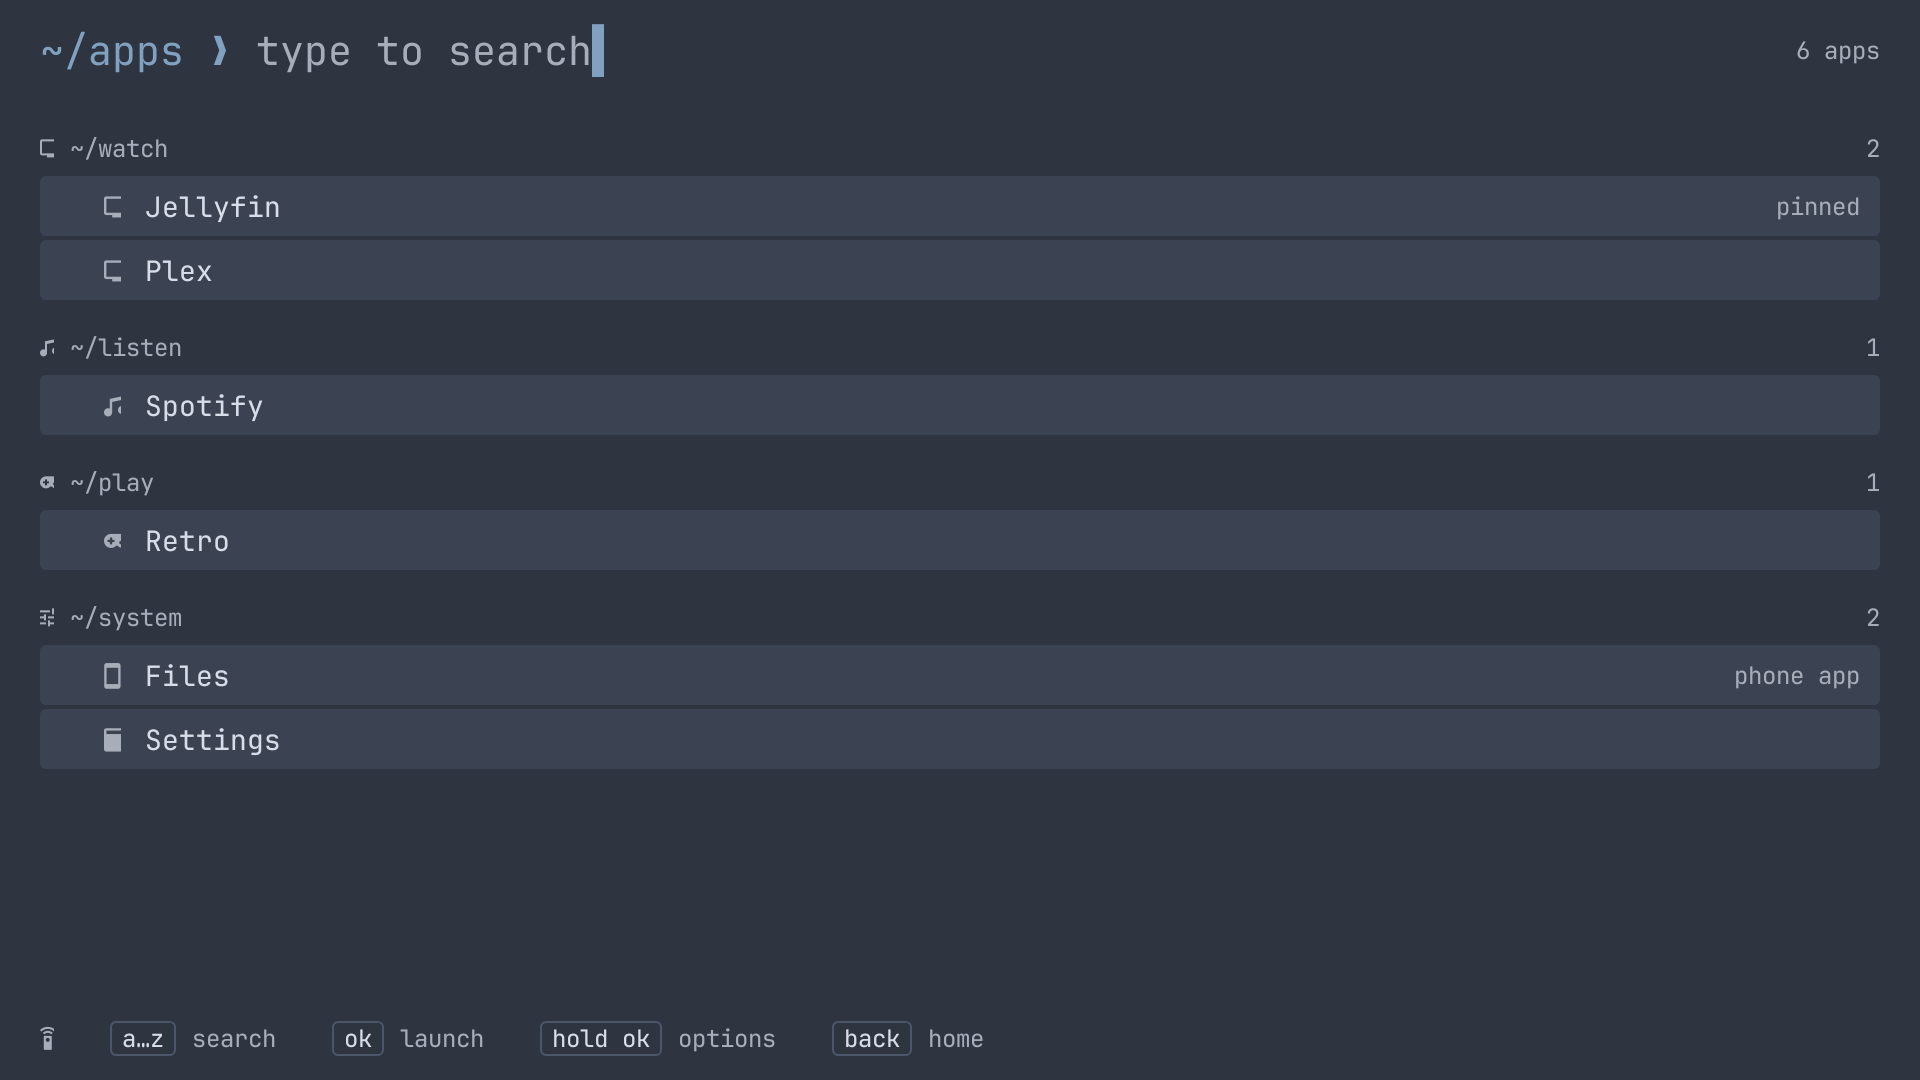 ~/apps ❯ type to search
6 apps
~/watch 2
Jellyfin pinned
Plex
~/listen 1
Spotify
~/play 1
Retro
~/system 2
Files phone app
Settings
a…z search ok launch hold ok options back home